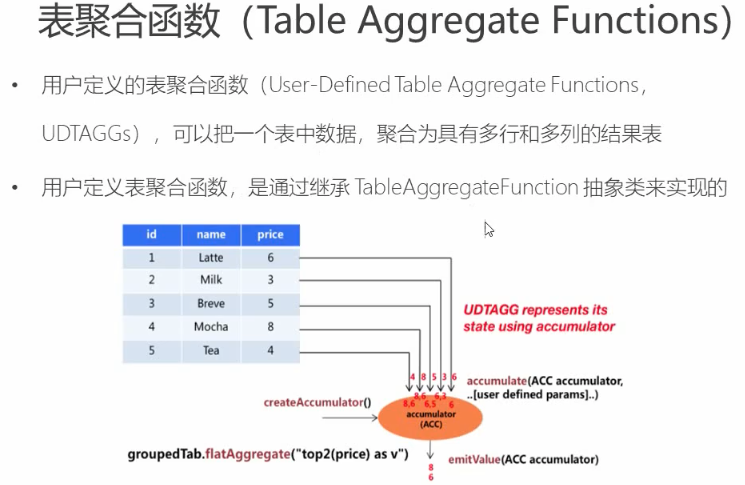 表聚合函数（Table Aggregate Functions）
• 用户定义的表聚合函数（User-Defined Table Aggregate Functions，
UDTAGGs），可以把一个表中数据，聚合为具有多行和多列的结果表
• 用户定义表聚合函数，是通过继承 TableAggregateFunction 抽象类来实现的
id name price
1 Latte 6
2 Milk 3
3 Breve 5
4 Mocha 8
5 Tea 4
UDTAGG represents its
state using accumulator
4 8 5 3 6
accumulate(ACC accumulator,
..[user defined params]..)
8,6 6,3
8,6 6,5 6
createAccumulator()
accumulator
(ACC)
groupedTab.flatAggregate("top2(price) as v")
emitValue(ACC accumulator)
8
6